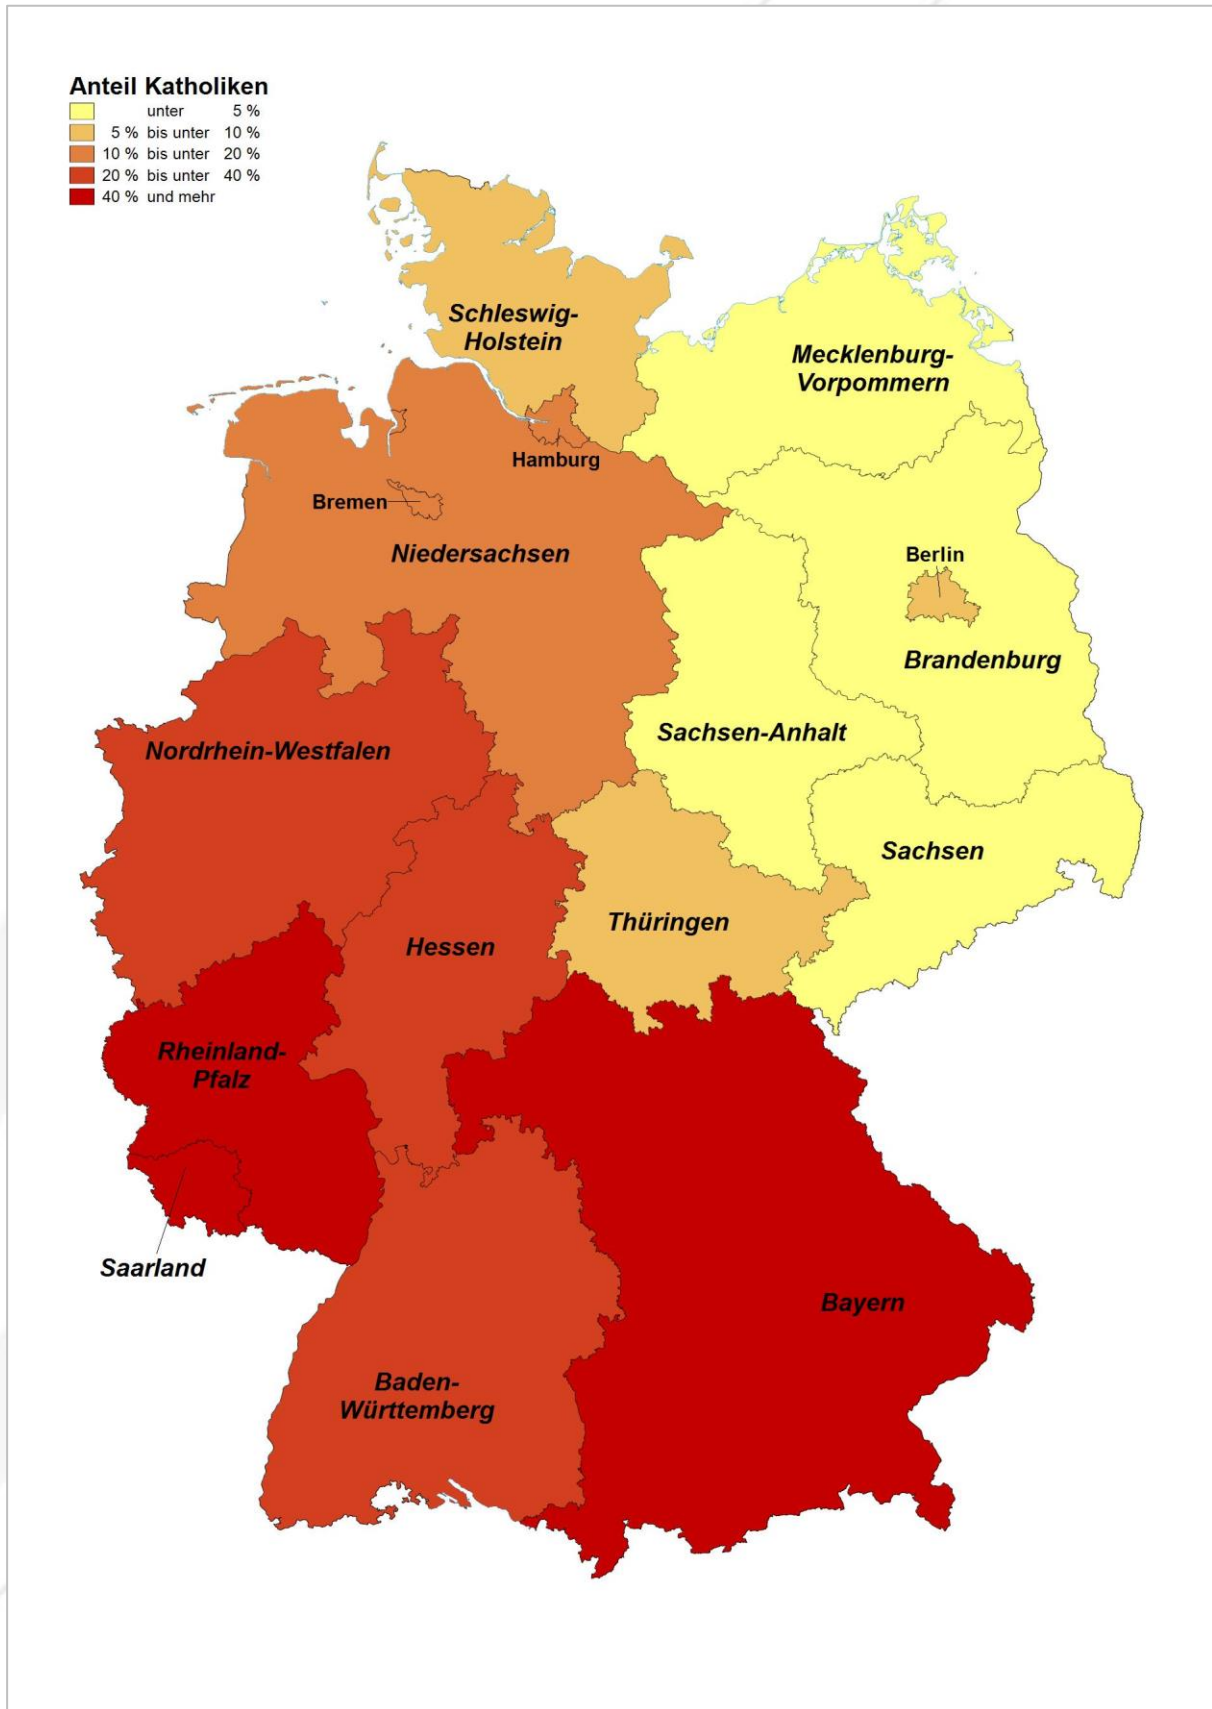 Anteil Katholiken
unter 5 %
5 % bis unter 10 %
10 % bis unter 20 %
20 % bis unter 40 %
40 % und mehr
Schleswig-
Holstein
Mecklenburg-
Vorpommern
Hamburg
Bremen
Niedersachsen
Berlin
Brandenburg
Sachsen-Anhalt
Nordrhein-Westfalen
Sachsen
Thüringen
Hessen
Rheinland-
Pfalz
Saarland
Bayern
Baden-
Württemberg